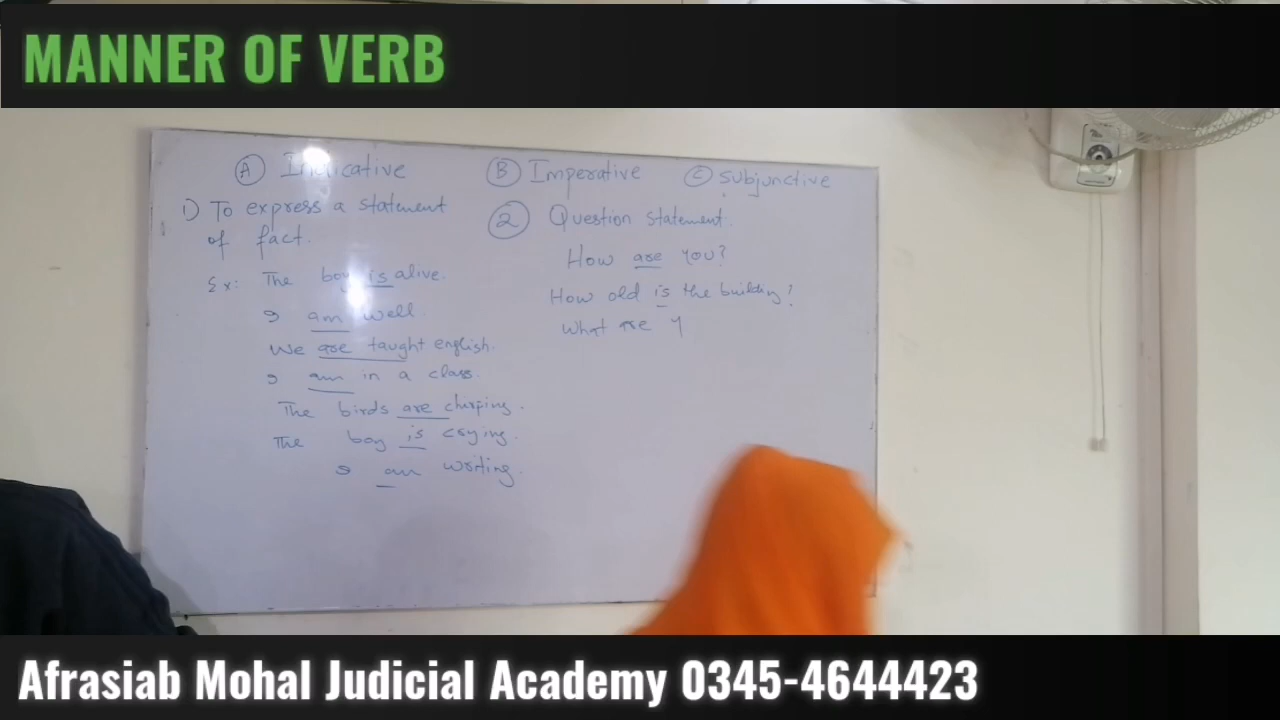 MANNER OF VERB
(A) Indicative (B) Imperative (C) Subjunctive
1) To express a statement
of fact.
Ex: The boy is alive.
I am well.
We are taught english.
I am in a class.
The birds are chirping.
The boy is crying.
I am writing.
(2) Question statement.
How are you?
How old is the building?
What are y
Afrasiab Mohal Judicial Academy 0345-4644423